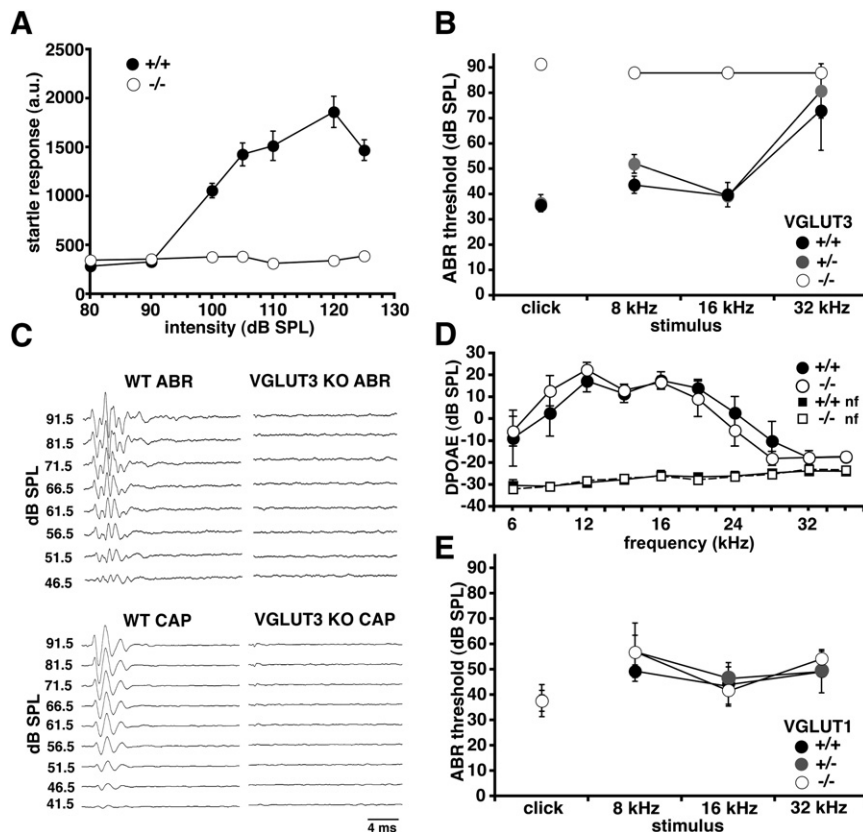 A
startle response (a.u.)
2500
2000
1500
1000
500
0
+/+
-/-
80
90
100
110
120
130
intensity (dB SPL)
B
ABR threshold (dB SPL)
90
80
70
60
50
40
30
20
10
0
VGLUT3
+/+
+/-
-/-
click
8 kHz
16 kHz
32 kHz
stimulus
C
WT ABR
VGLUT3 KO ABR
dB SPL
91.5
81.5
71.5
66.5
61.5
56.5
51.5
46.5
WT CAP
VGLUT3 KO CAP
dB SPL
91.5
81.5
71.5
66.5
61.5
56.5
51.5
46.5
41.5
4 ms
D
DPOAE (dB SPL)
30
20
10
0
-10
-20
-30
-40
+/+
-/-
+/+ nf
-/- nf
6
12
16
24
32
frequency (kHz)
E
ABR threshold (dB SPL)
90
80
70
60
50
40
30
20
10
0
VGLUT1
+/+
+/-
-/-
click
8 kHz
16 kHz
32 kHz
stimulus